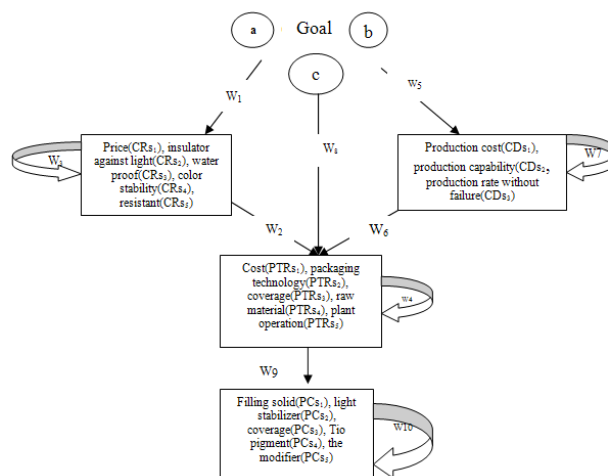 a Goal b
c
W1
W5
W8
Price(CRs1), insulator
against light(CRs2), water
proof(CRs3), color
stability(CRs4),
resistant(CRs5)
Production cost(CDs1),
production capability(CDs2,
production rate without
failure(CDs3)
W7
W2
W6
Cost(PTRs1), packaging
technology(PTRs2),
coverage(PTRs3), raw
material(PTRs4), plant
operation(PTRs5)
W4
W9
Filling solid(PCs1), light
stabilizer(PCs2),
coverage(PCs3), Tio
pigment(PCs4), the
modifier(PCs5)
W10